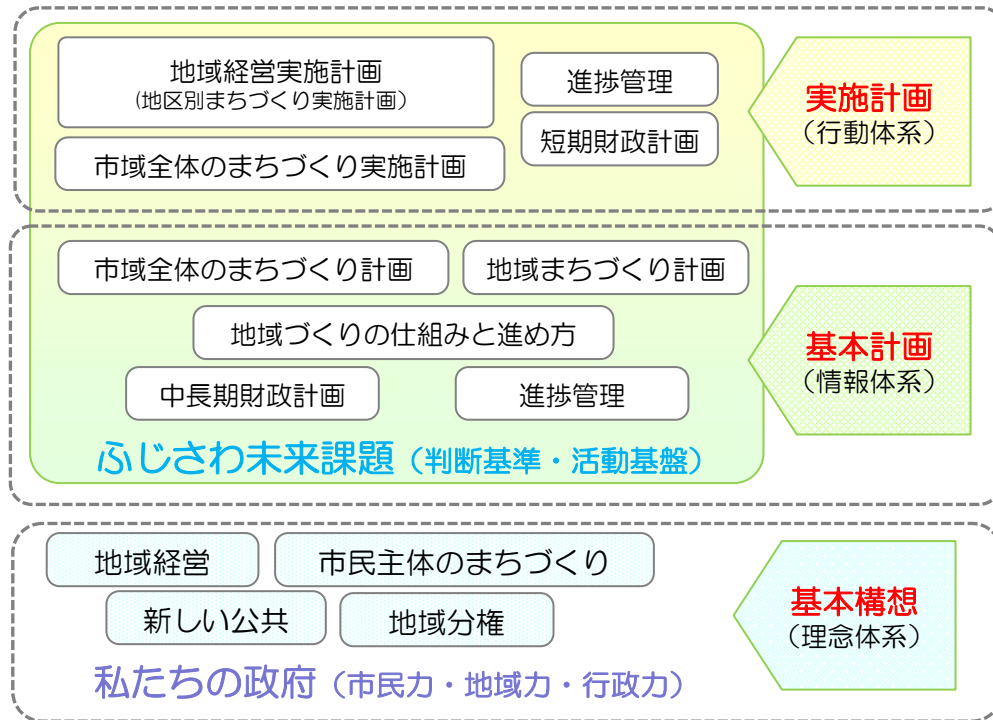 地域経営実施計画
(地区別まちづくり実施計画)
進捗管理
短期財政計画
市域全体のまちづくり実施計画
実施計画
(行動体系)
市域全体のまちづくり計画
地域まちづくり計画
地域づくりの仕組みと進め方
中長期財政計画
進捗管理
ふじさわ未来課題(判断基準・活動基盤)
基本計画
(情報体系)
地域経営
市民主体のまちづくり
新しい公共
地域分権
私たちの政府(市民力・地域力・行政力)
基本構想
(理念体系)